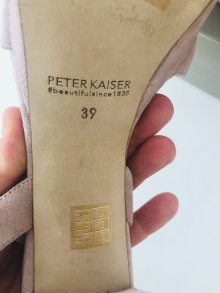 PETER KAISER
#beautifulsince1838
39